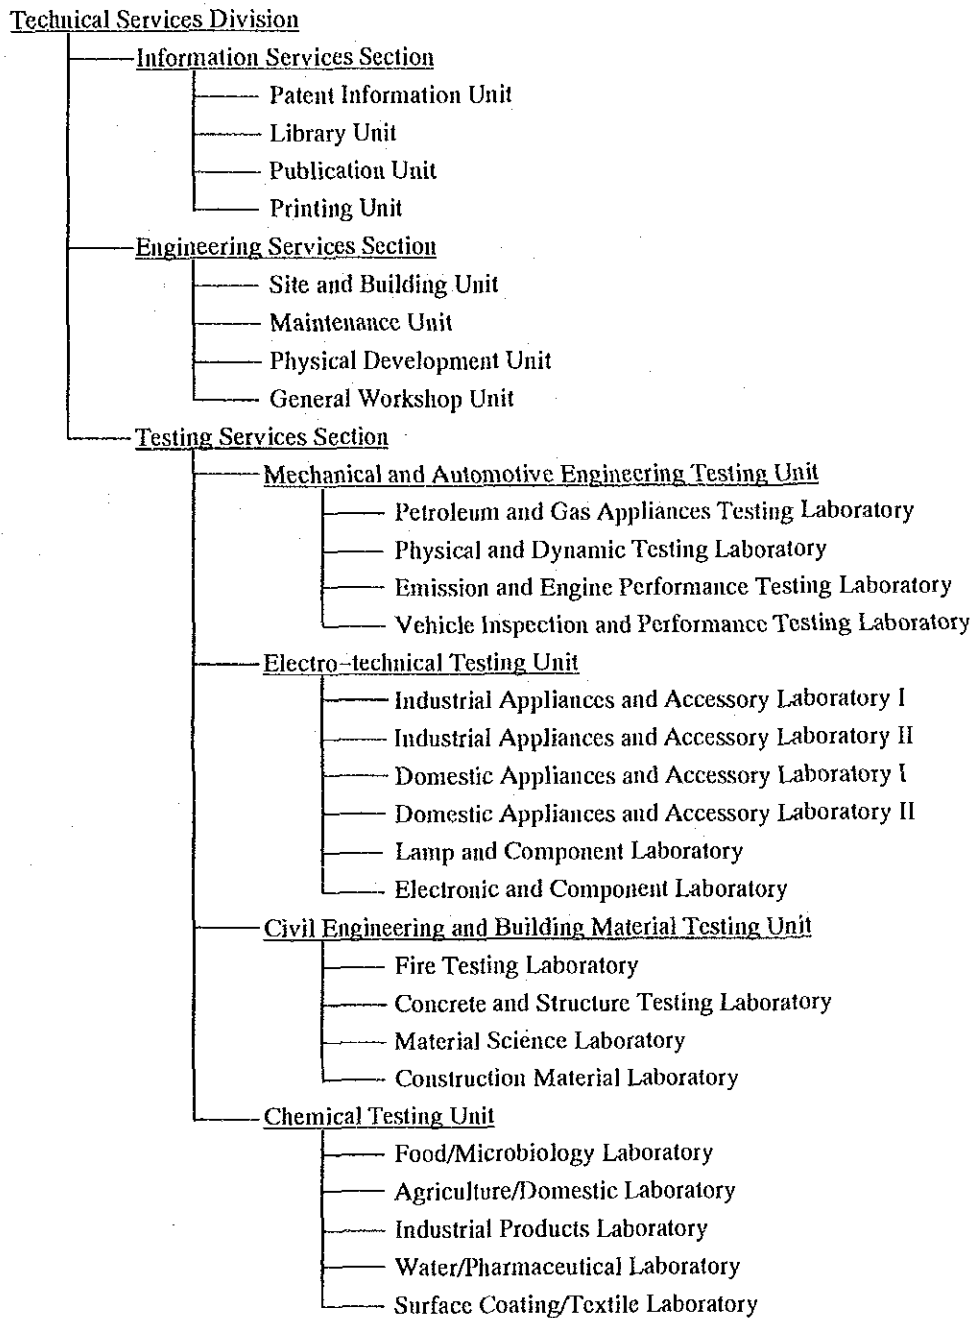 Technical Services Division
Information Services Section
Patent Information Unit
Library Unit
Publication Unit
Printing Unit
Engineering Services Section
Site and Building Unit
Maintenance Unit
Physical Development Unit
General Workshop Unit
Testing Services Section
Mechanical and Automotive Engineering Testing Unit
Petroleum and Gas Appliances Testing Laboratory
Physical and Dynamic Testing Laboratory
Emission and Engine Performance Testing Laboratory
Vehicle Inspection and Performance Testing Laboratory
Electro-technical Testing Unit
Industrial Appliances and Accessory Laboratory I
Industrial Appliances and Accessory Laboratory II
Domestic Appliances and Accessory Laboratory I
Domestic Appliances and Accessory Laboratory II
Lamp and Component Laboratory
Electronic and Component Laboratory
Civil Engineering and Building Material Testing Unit
Fire Testing Laboratory
Concrete and Structure Testing Laboratory
Material Science Laboratory
Construction Material Laboratory
Chemical Testing Unit
Food/Microbiology Laboratory
Agriculture/Domestic Laboratory
Industrial Products Laboratory
Water/Pharmaceutical Laboratory
Surface Coating/Textile Laboratory